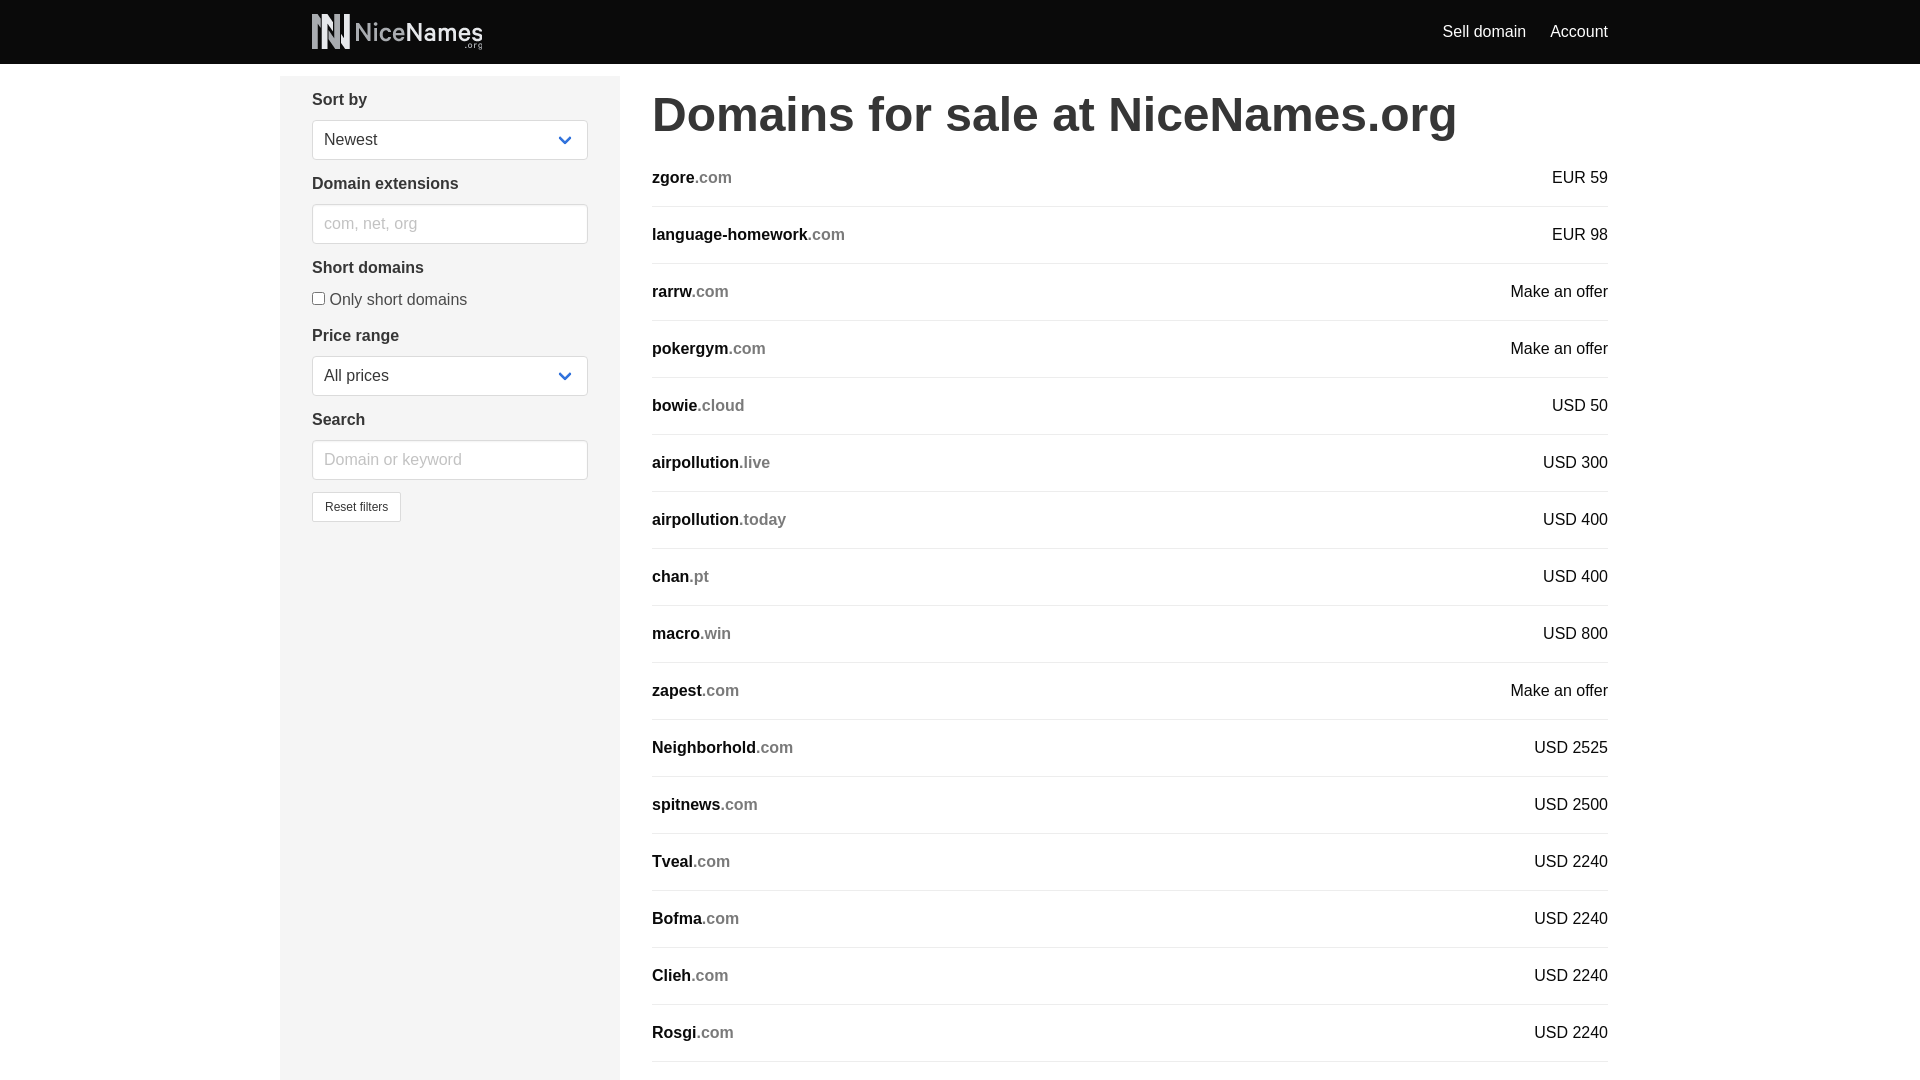 NiceNames
.org
Sell domain
Account
Sort by
Newest
Domain extensions
com, net, org
Short domains
Only short domains
Price range
All prices
Search
Domain or keyword
Reset filters
Domains for sale at NiceNames.org
zgore.com EUR 59
language-homework.com EUR 98
rarrw.com Make an offer
pokergym.com Make an offer
bowie.cloud USD 50
airpollution.live USD 300
airpollution.today USD 400
chan.pt USD 400
macro.win USD 800
zapest.com Make an offer
Neighborhold.com USD 2525
spitnews.com USD 2500
Tveal.com USD 2240
Bofma.com USD 2240
Clieh.com USD 2240
Rosgi.com USD 2240